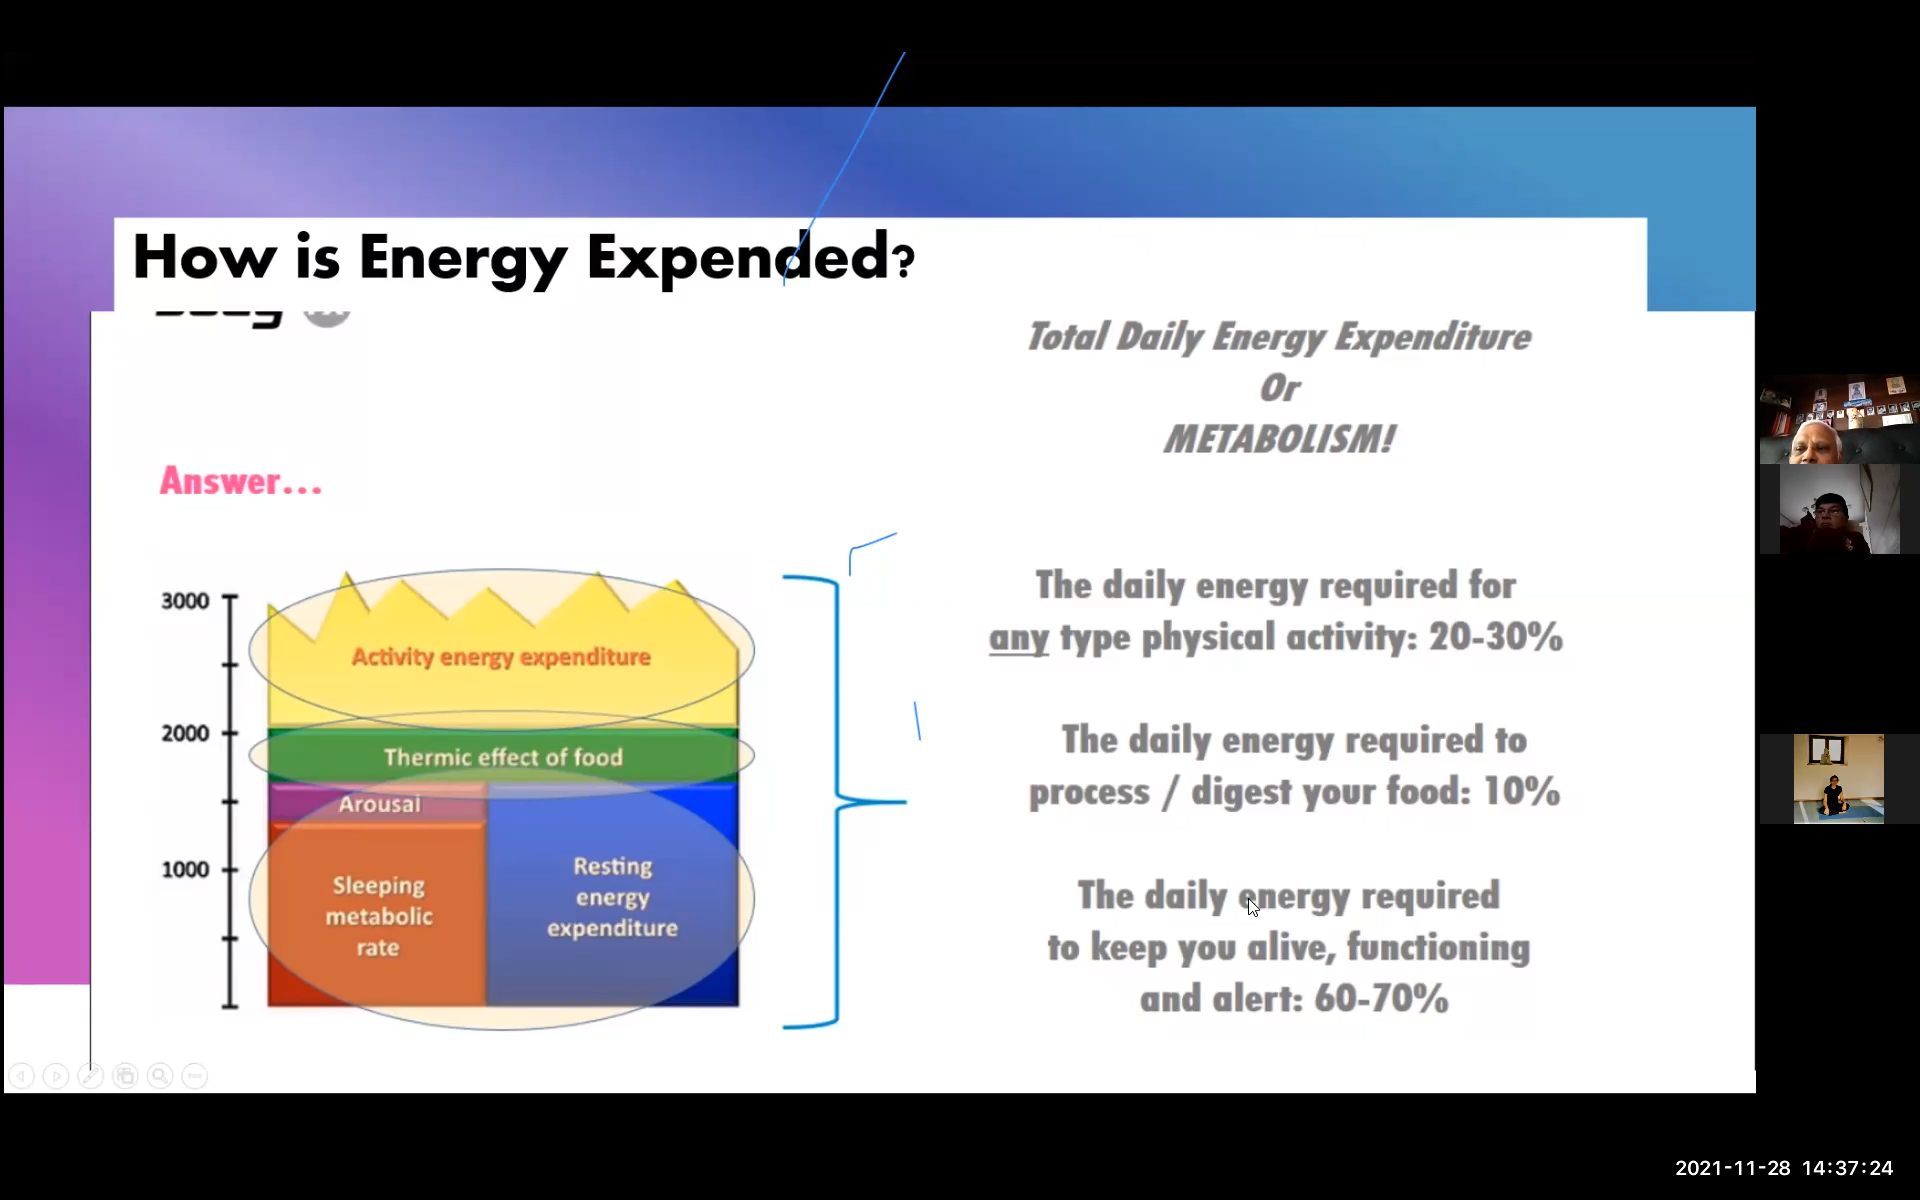 How is Energy Expended?
Total Daily Energy Expenditure
Or
METABOLISM!
Answer...
3000
2000
1000
Activity energy expenditure
Thermic effect of food
Arousal
Sleeping
metabolic
rate
Resting
energy
expenditure
The daily energy required for
any type physical activity: 20-30%
The daily energy required to
process / digest your food: 10%
The daily energy required
to keep you alive, functioning
and alert: 60-70%
2021-11-28 14:37:24